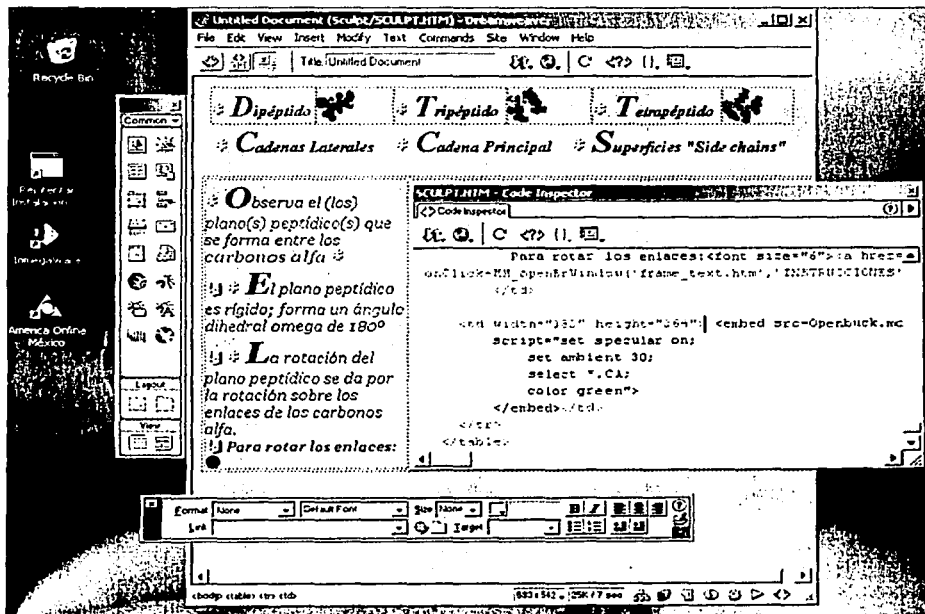 Untitled Document (Sculpt/SCULPT.HTM) - Dreamweaver
File Edit View Insert Modify Text Commands Site Window Help
Title: Untitled Document
Recycle Bin
Common
Dipéptido Tripéptido Tetrapéptido
Cadenas Laterales Cadena Principal Superficies "Side chains"
Observa el (los)
plano(s) peptídico(s) que
se forma entre los
carbonos alfa
El plano peptídico
es rígido; forma un ángulo
dihedral omega de 180º
La rotación del
plano peptídico se da por
la rotación sobre los
enlaces de los carbonos
alfa.
Para rotar los enlaces:
SCULPT.HTM - Code Inspector
<> Code Inspector
Para rotar los enlaces:<font size="6"><a href=
onClick=MM_openBrWindow('frame_text.htm','INSTRUCIONES'
</td>
height="264"> <embed src=Openbuck.mc
script="set specular on;
set ambient 30;
select *.CA;
color green">
</embed></td>
</tr>
</table>
America Online
México
Layout
View
Format None Default Font Size None B I
Link Target
<body> <table> <tr> <td>
25K / 7 sec